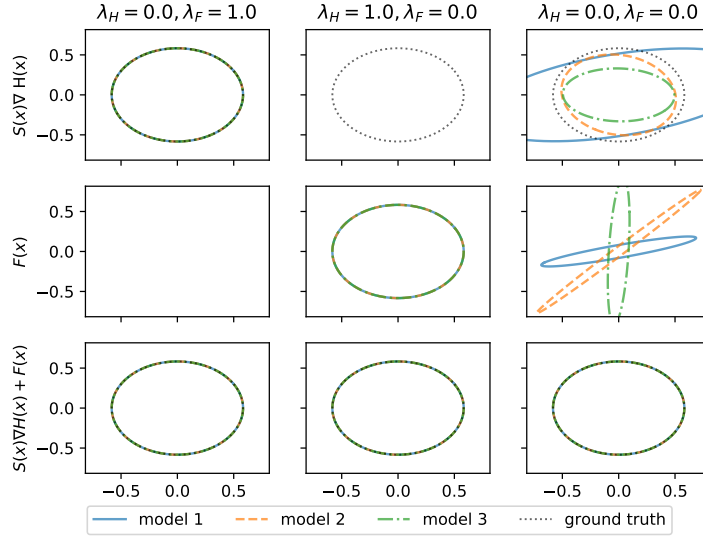 λ_H = 0.0, λ_F = 1.0
λ_H = 1.0, λ_F = 0.0
λ_H = 0.0, λ_F = 0.0
S(x)∇ H(x)
0.5
0.0
−0.5
F(x)
0.5
0.0
−0.5
S(x)∇H(x) + F(x)
0.5
0.0
−0.5
−0.5 0.0 0.5
−0.5 0.0 0.5
−0.5 0.0 0.5
model 1 model 2 model 3 ground truth